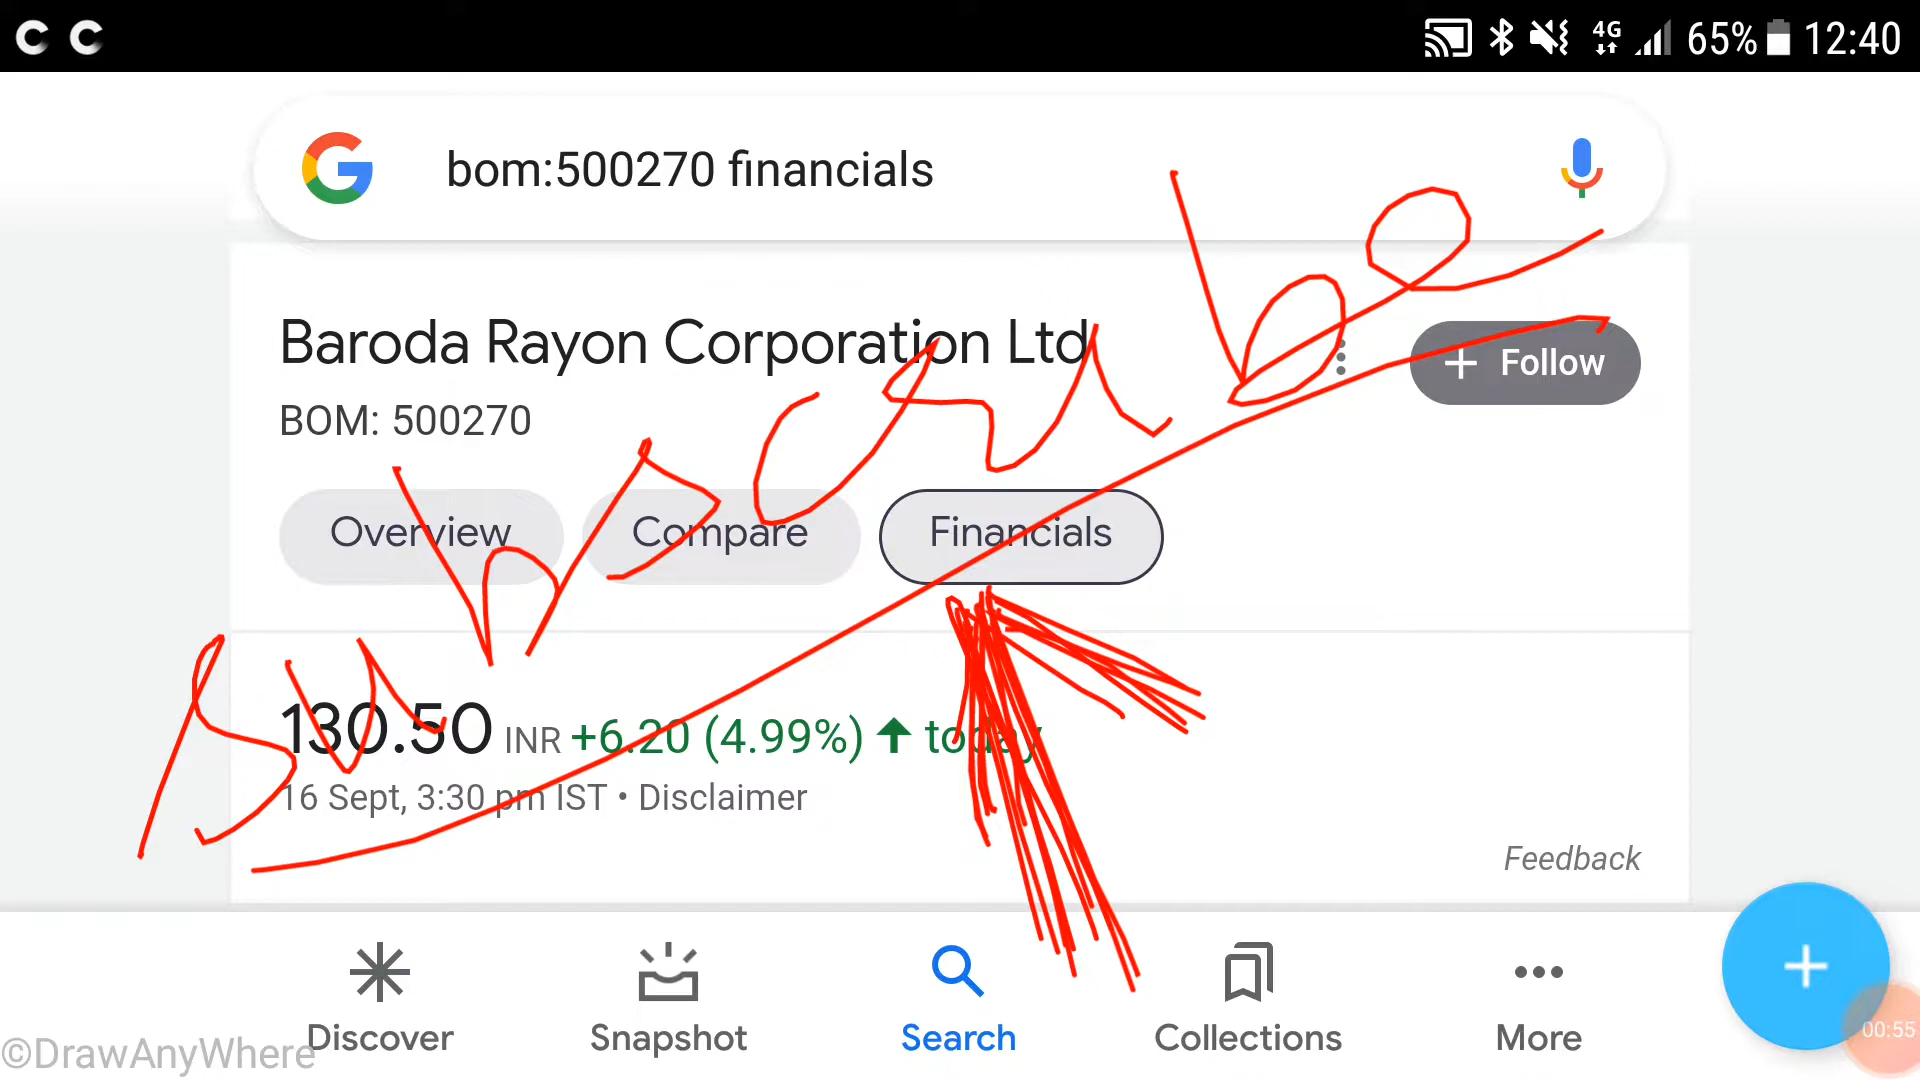 65% 12:40
4G
bom:500270 financials
Baroda Rayon Corporation Ltd
BOM: 500270
+ Follow
Overview Compare Financials
130.50 INR +6.20 (4.99%) ↑ today
16 Sept, 3:30 pm IST • Disclaimer
Feedback
Discover Snapshot Search Collections More
00:55
©DrawAnyWhere